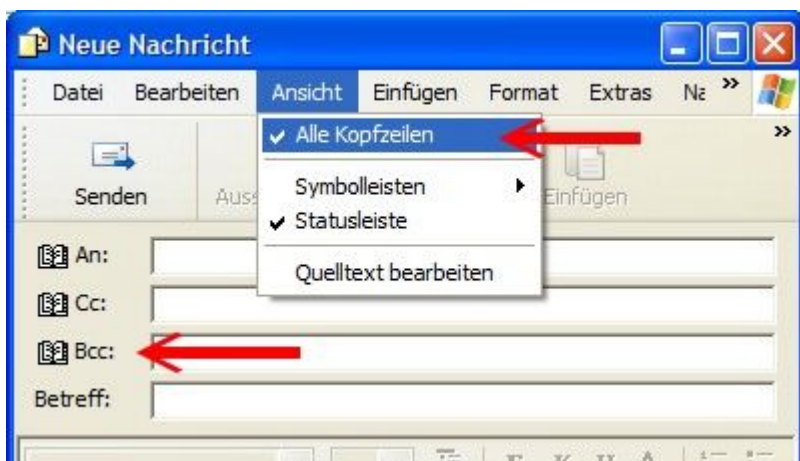 Neue Nachricht
Datei Bearbeiten Ansicht Einfügen Format Extras
Alle Kopfzeilen
Symbolleisten
Statusleiste
Quelltext bearbeiten
Senden Einfügen
An:
Cc:
Bcc:
Betreff: